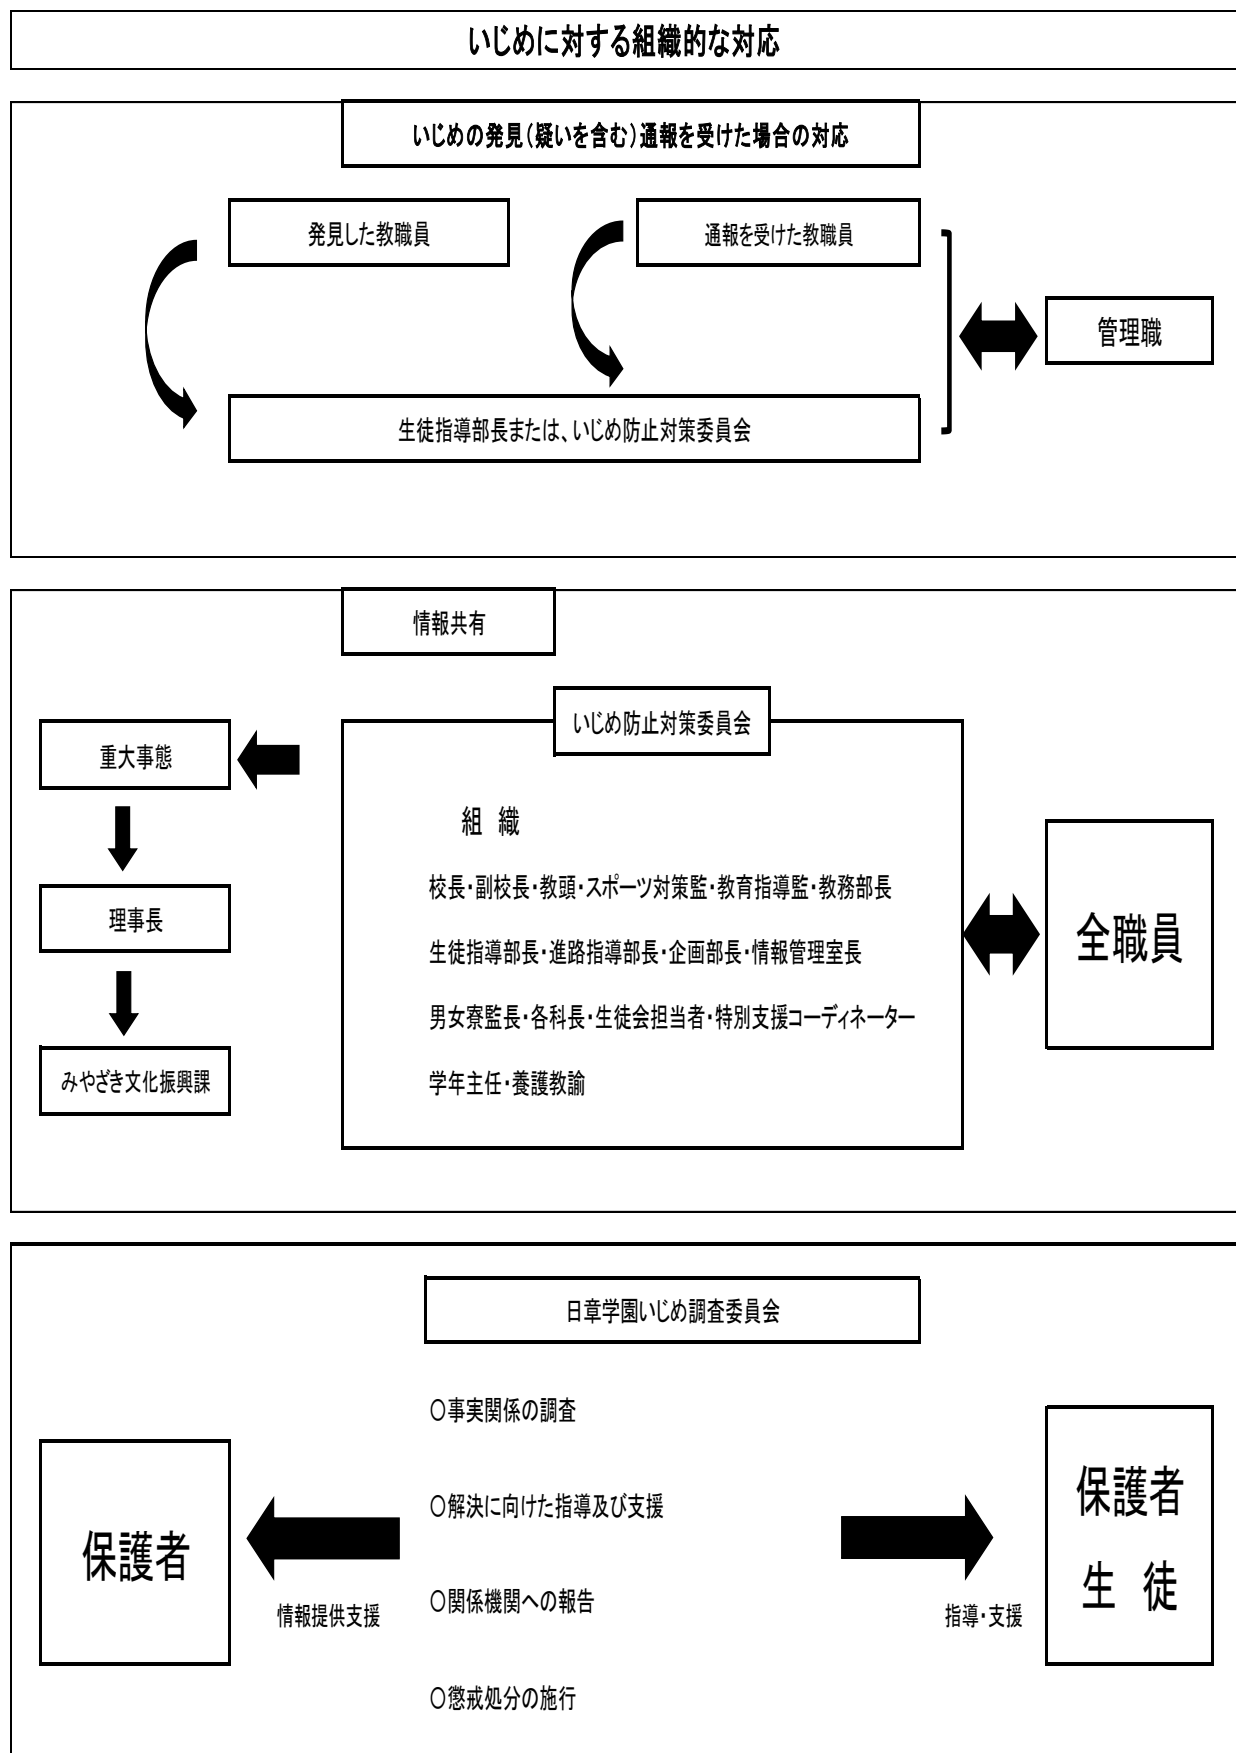 いじめに対する組織的な対応
いじめの発見(疑いを含む)通報を受けた場合の対応
発見した教職員
通報を受けた教職員
管理職
生徒指導部長または、いじめ防止対策委員会
情報共有
いじめ防止対策委員会
重大事態
組 織
校長・副校長・教頭・スポーツ対策監・教育指導監・教務部長
理事長
全職員
生徒指導部長・進路指導部長・企画部長・情報管理室長
男女寮監長・各科長・生徒会担当者・特別支援コーディネーター
みやざき文化振興課
学年主任・養護教諭
日章学園いじめ調査委員会
○事実関係の調査
○解決に向けた指導及び支援
保護者
保護者
生 徒
○関係機関への報告
情報提供支援
指導・支援
○懲戒処分の施行